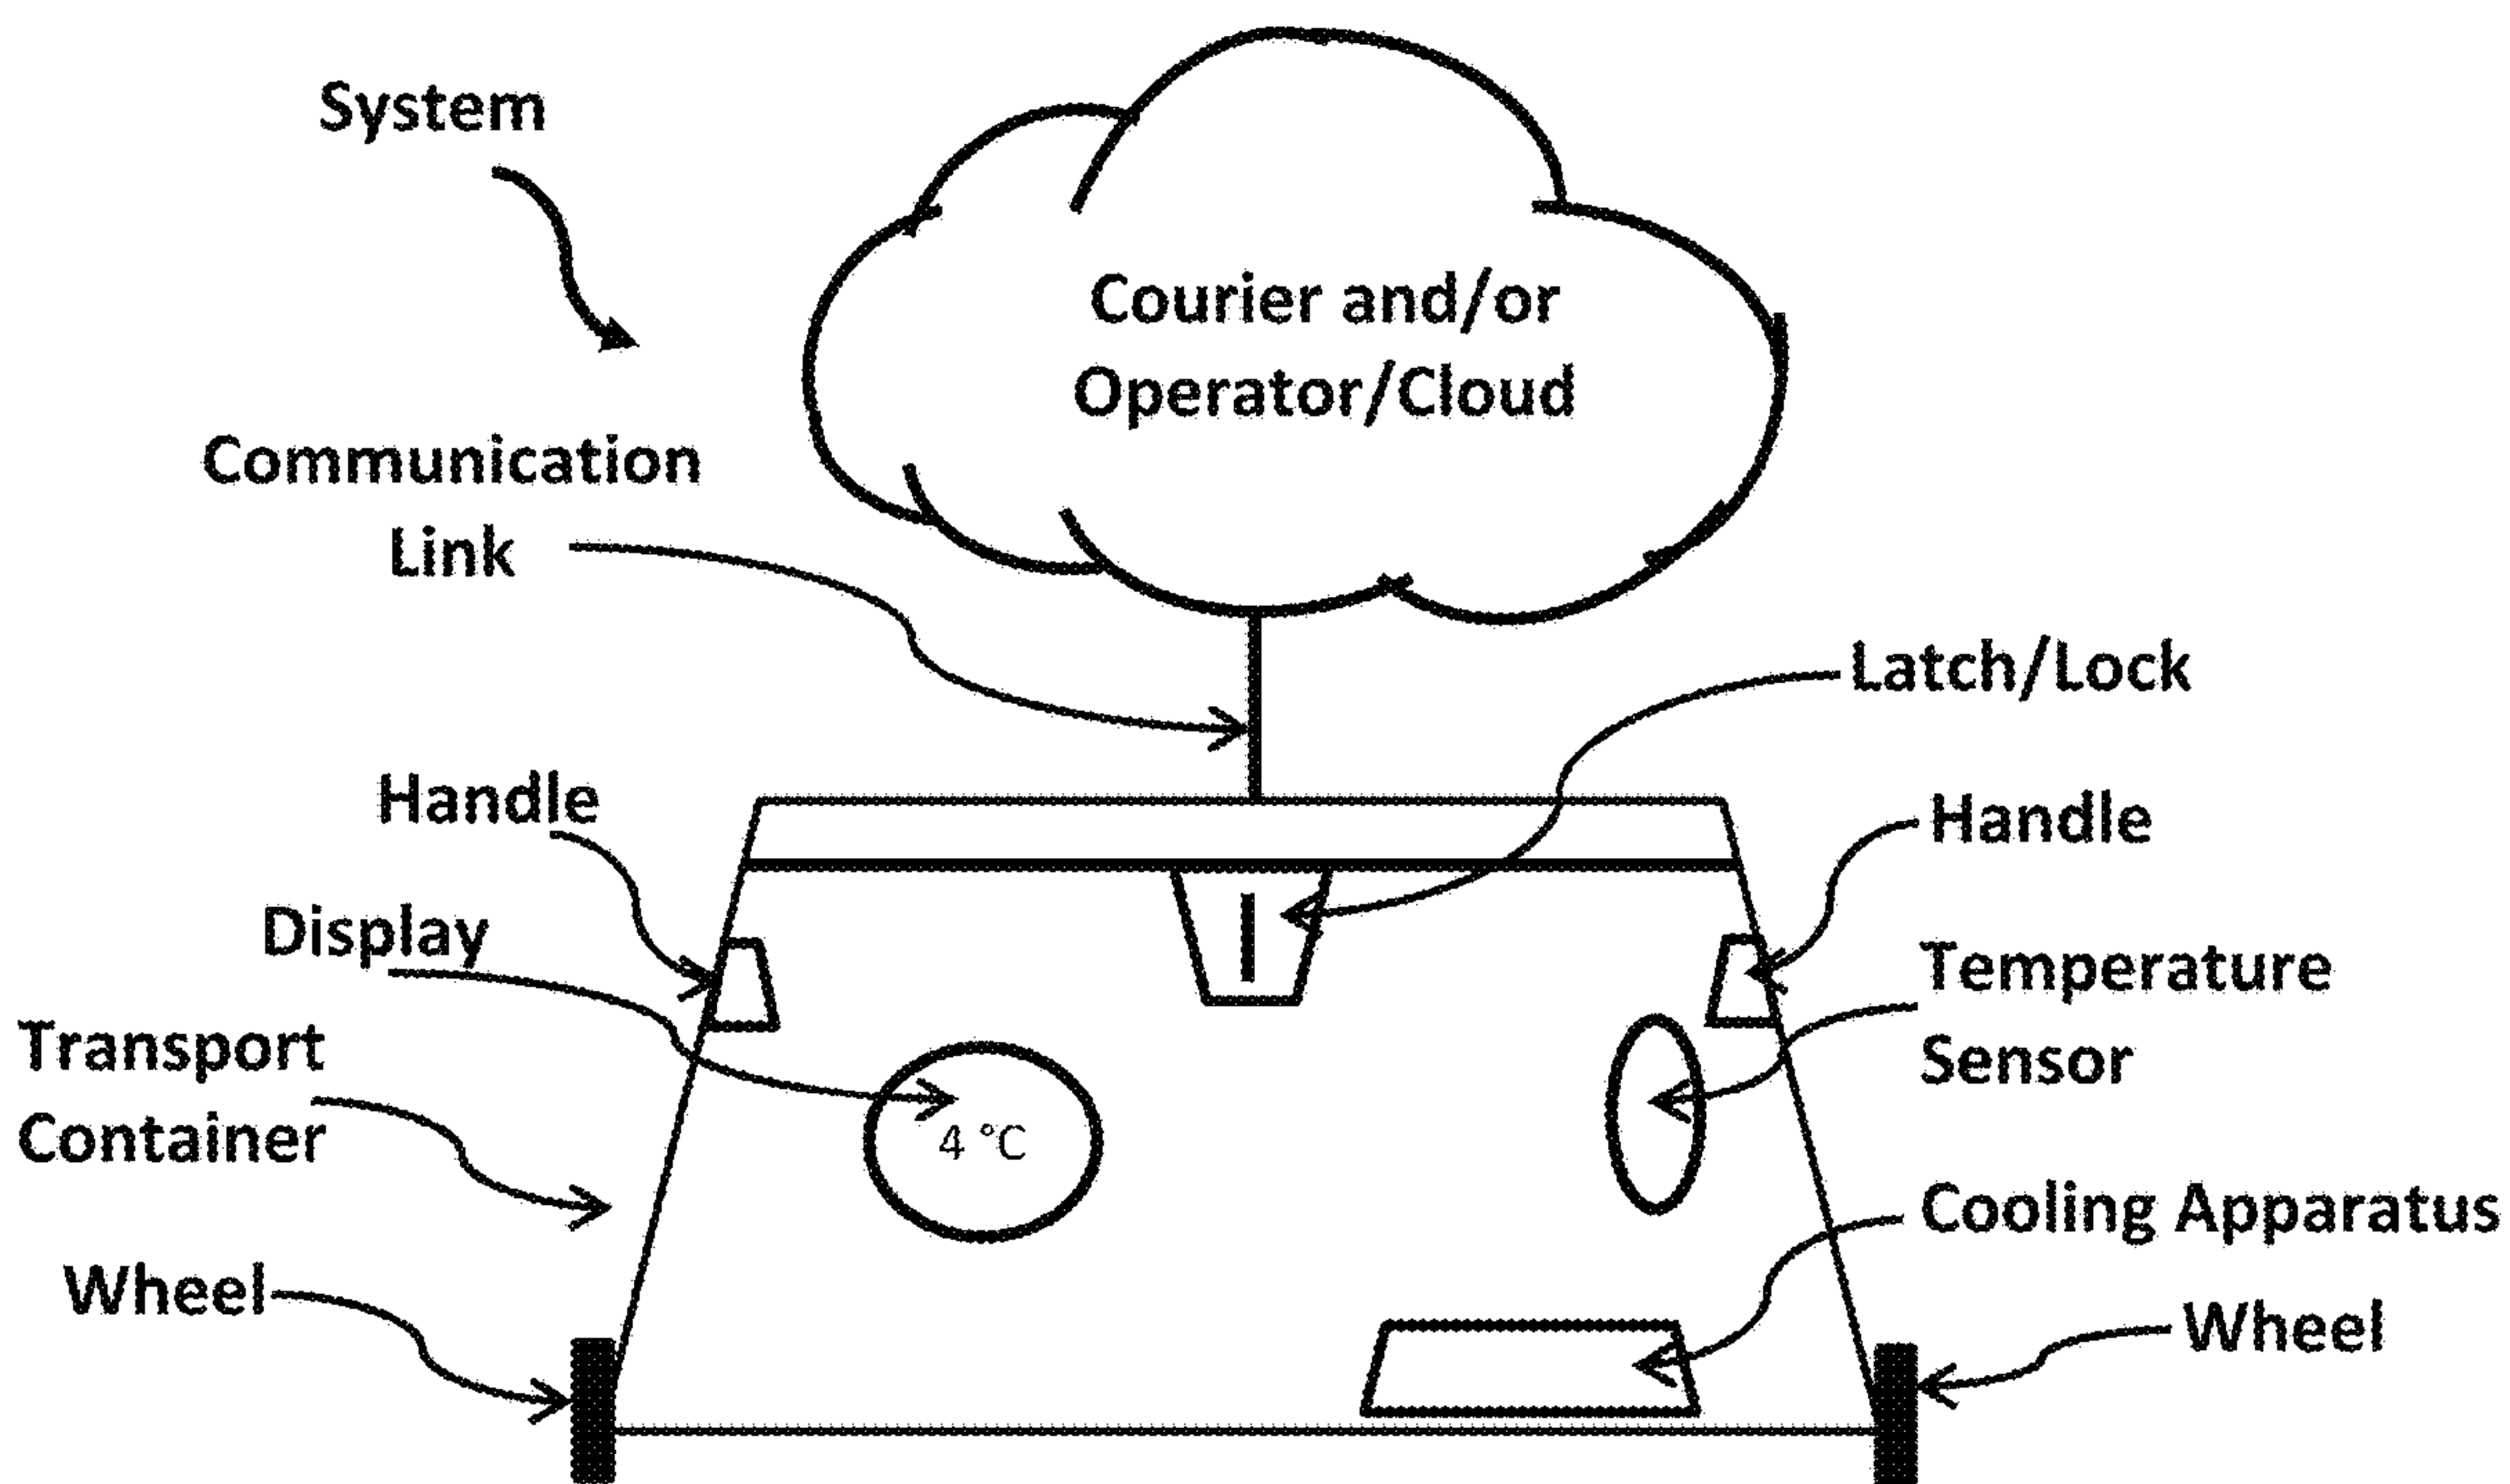 System
Courier and/or
Operator/Cloud
Communication
Link
Latch/Lock
Handle
Handle
Display
Temperature
Sensor
Transport
Container
4 °C
Cooling Apparatus
Wheel
Wheel